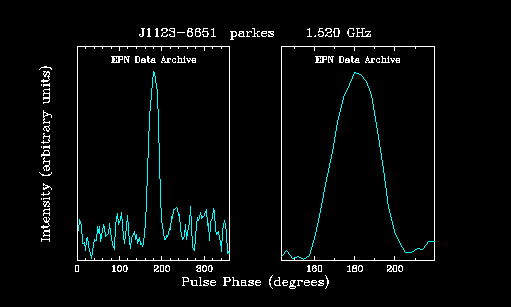 J1123-6651 parkes 1.520 GHz
EPN Data Archive EPN Data Archive
Intensity (arbitrary units)
0 100 200 300 160 180 200
Pulse Phase (degrees)